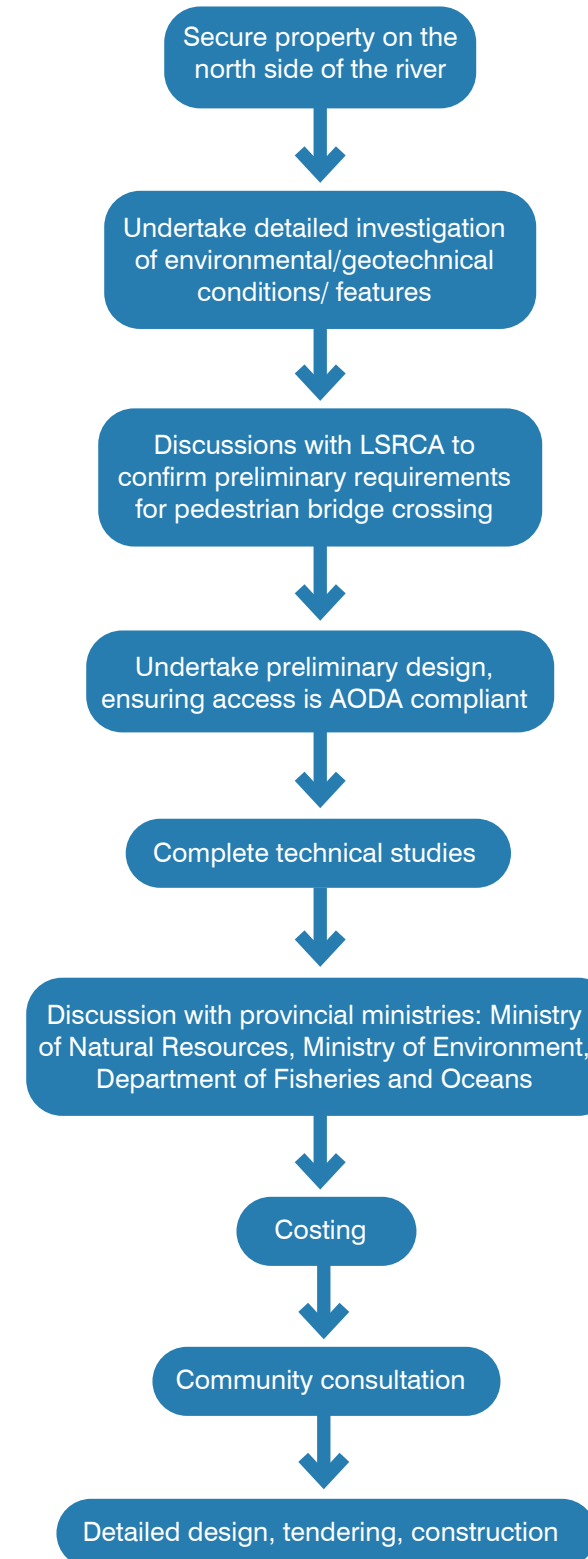 Secure property on the
north side of the river
Undertake detailed investigation
of environmental/geotechnical
conditions/ features
Discussions with LSRCA to
confirm preliminary requirements
for pedestrian bridge crossing
Undertake preliminary design,
ensuring access is AODA compliant
Complete technical studies
Discussion with provincial ministries: Ministry
of Natural Resources, Ministry of Environment,
Department of Fisheries and Oceans
Costing
Community consultation
Detailed design, tendering, construction